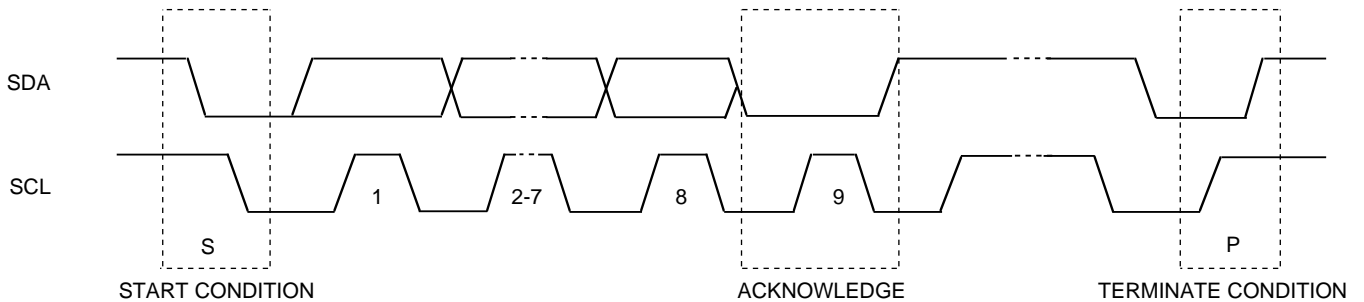 SDA
SCL
1
2-7
8
9
S
P
START CONDITION
ACKNOWLEDGE
TERMINATE CONDITION